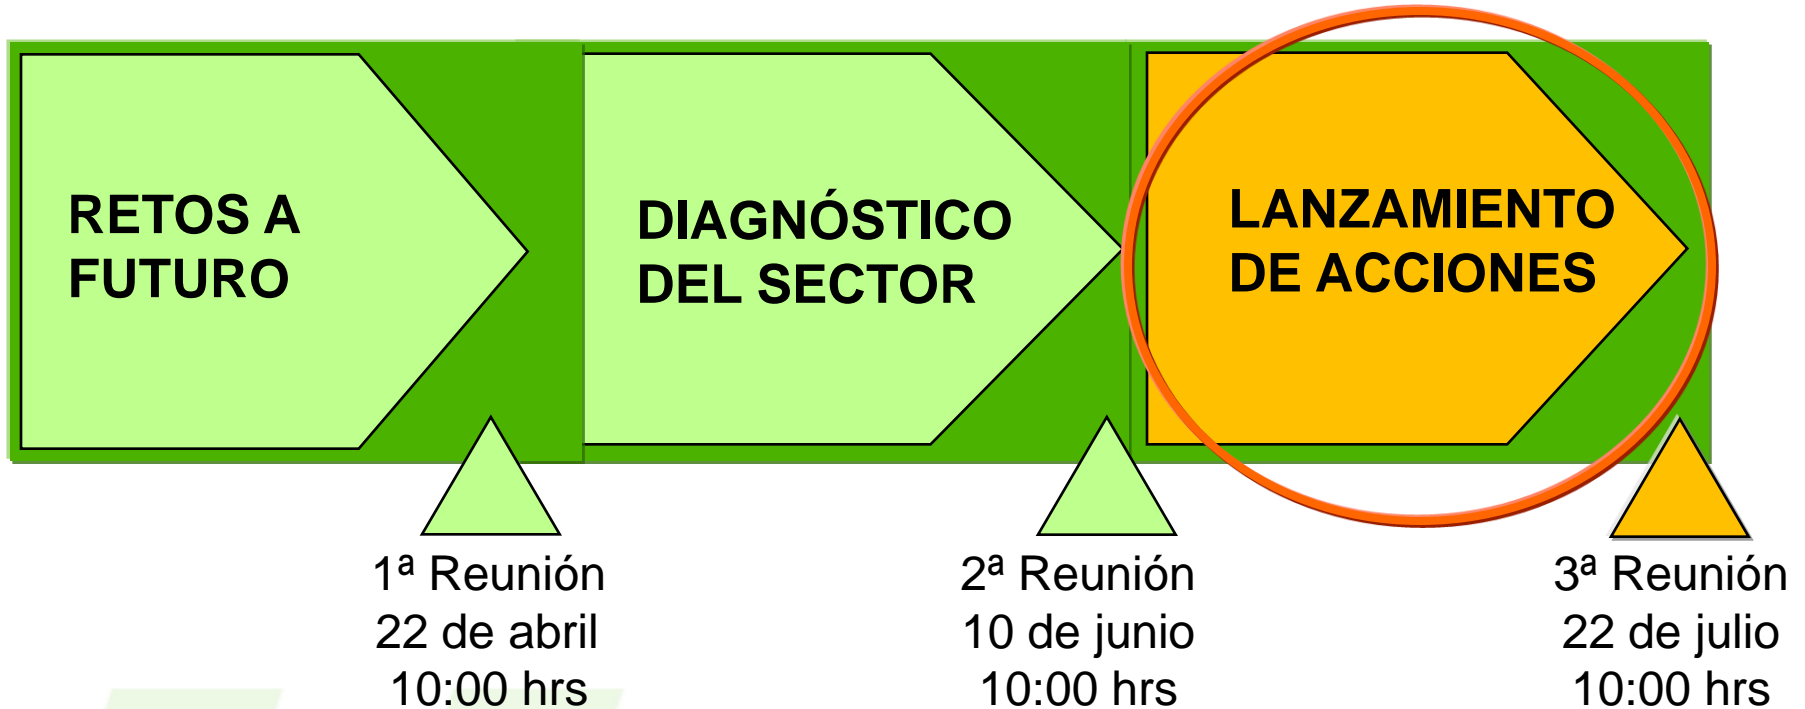 RETOS A
FUTURO
DIAGNÓSTICO
DEL SECTOR
LANZAMIENTO
DE ACCIONES
1ª Reunión
22 de abril
10:00 hrs
2ª Reunión
10 de junio
10:00 hrs
3ª Reunión
22 de julio
10:00 hrs